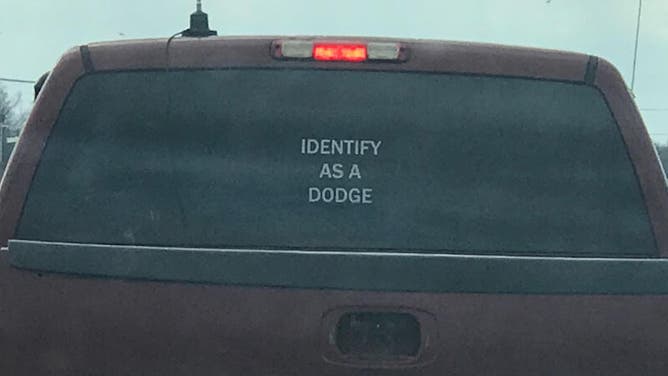 IDENTIFY
AS A
DODGE